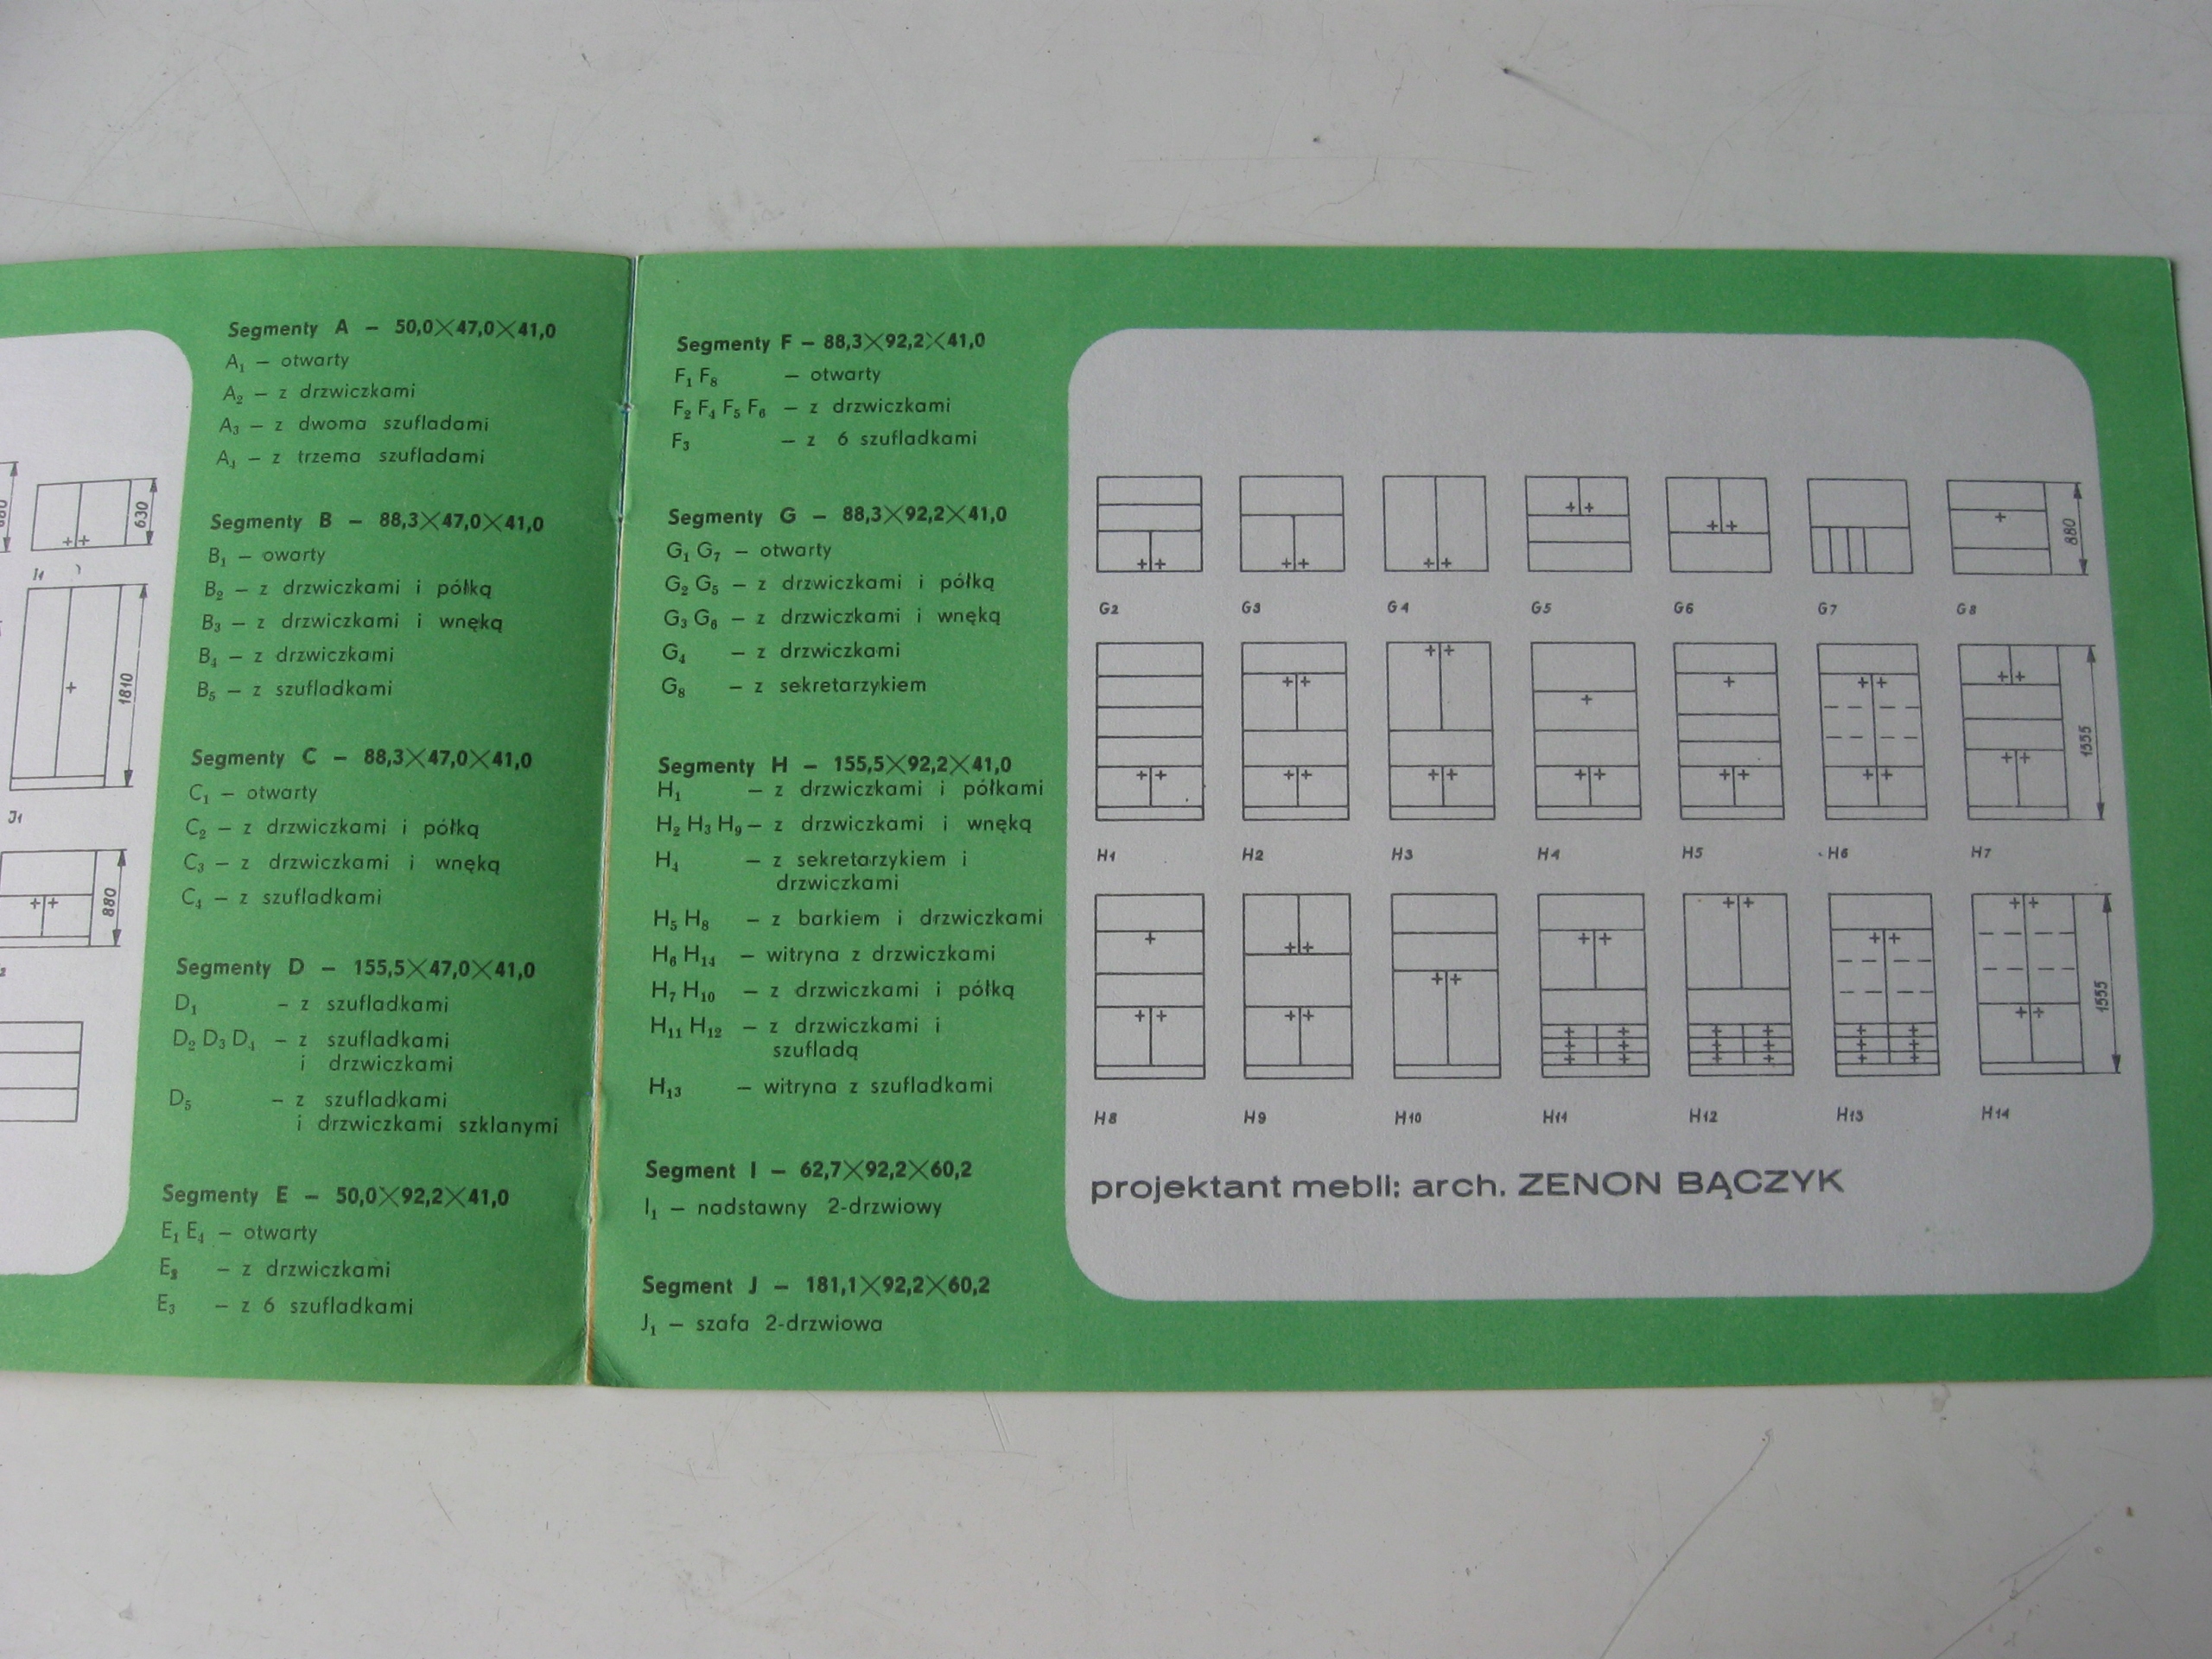 630
I1
1810
J1
880
Segmenty A – 50,0×47,0×41,0
A₁ – otwarty
A₂ – z drzwiczkami
A₃ – z dwoma szufladami
A₄ – z trzema szufladami
Segmenty B – 88,3×47,0×41,0
B₁ – owarty
B₂ – z drzwiczkami i półką
B₃ – z drzwiczkami i wnęką
B₄ – z drzwiczkami
B₅ – z szufladkami
Segmenty C – 88,3×47,0×41,0
C₁ – otwarty
C₂ – z drzwiczkami i półką
C₃ – z drzwiczkami i wnęką
C₄ – z szufladkami
Segmenty D – 155,5×47,0×41,0
D₁ – z szufladkami
D₂ D₃ D₄ – z szufladkami
i drzwiczkami
D₅ – z szufladkami
i drzwiczkami szklanymi
Segmenty E – 50,0×92,2×41,0
E₁ E₄ – otwarty
E₂ – z drzwiczkami
E₃ – z 6 szufladkami
Segmenty F – 88,3×92,2×41,0
F₁ F₈ – otwarty
F₂ F₄ F₅ F₆ – z drzwiczkami
F₃ – z 6 szufladkami
Segmenty G – 88,3×92,2×41,0
G₁ G₇ – otwarty
G₂ G₅ – z drzwiczkami i półką
G₃ G₆ – z drzwiczkami i wnęką
G₄ – z drzwiczkami
G₈ – z sekretarzykiem
Segmenty H – 155,5×92,2×41,0
H₁ – z drzwiczkami i półkami
H₂ H₃ H₉ – z drzwiczkami i wnęką
H₄ – z sekretarzykiem i
drzwiczkami
H₅ H₈ – z barkiem i drzwiczkami
H₆ H₁₄ – witryna z drzwiczkami
H₇ H₁₀ – z drzwiczkami i półką
H₁₁ H₁₂ – z drzwiczkami i
szufladą
H₁₃ – witryna z szufladkami
Segment I – 62,7×92,2×60,2
I₁ – nadstawny 2-drzwiowy
Segment J – 181,1×92,2×60,2
J₁ – szafa 2-drzwiowa
880
G2 G3 G4 G5 G6 G7 G8
1555
H1 H2 H3 H4 H5 H6 H7
1555
H8 H9 H10 H11 H12 H13 H14
projektant mebli: arch. ZENON BĄCZYK